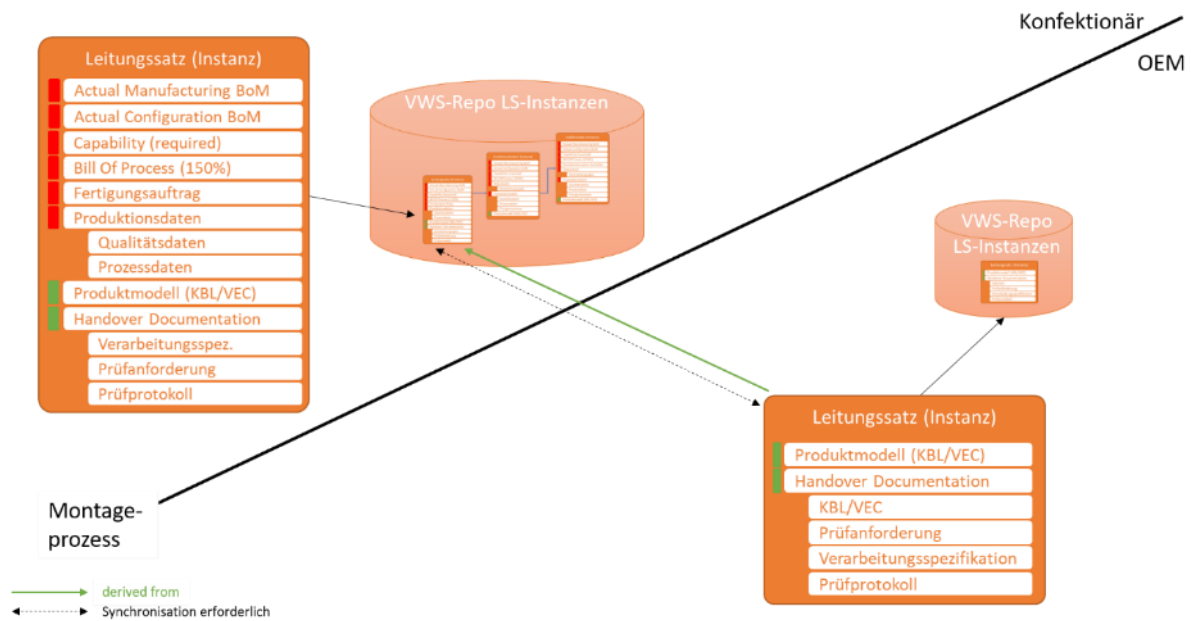 Konfektionär
OEM
Leitungssatz (Instanz)
Actual Manufacturing BoM
Actual Configuration BoM
Capability (required)
Bill Of Process (150%)
Fertigungsauftrag
Produktionsdaten
Qualitätsdaten
Prozessdaten
Produktmodell (KBL/VEC)
Handover Documentation
Verarbeitungsspez.
Prüfanforderung
Prüfprotokoll
VWS-Repo LS-Instanzen
VWS-Repo
LS-Instanzen
Leitungssatz (Instanz)
Produktmodell (KBL/VEC)
Handover Documentation
KBL/VEC
Prüfanforderung
Verarbeitungsspezifikation
Prüfprotokoll
Montage-
prozess
derived from
Synchronisation erforderlich